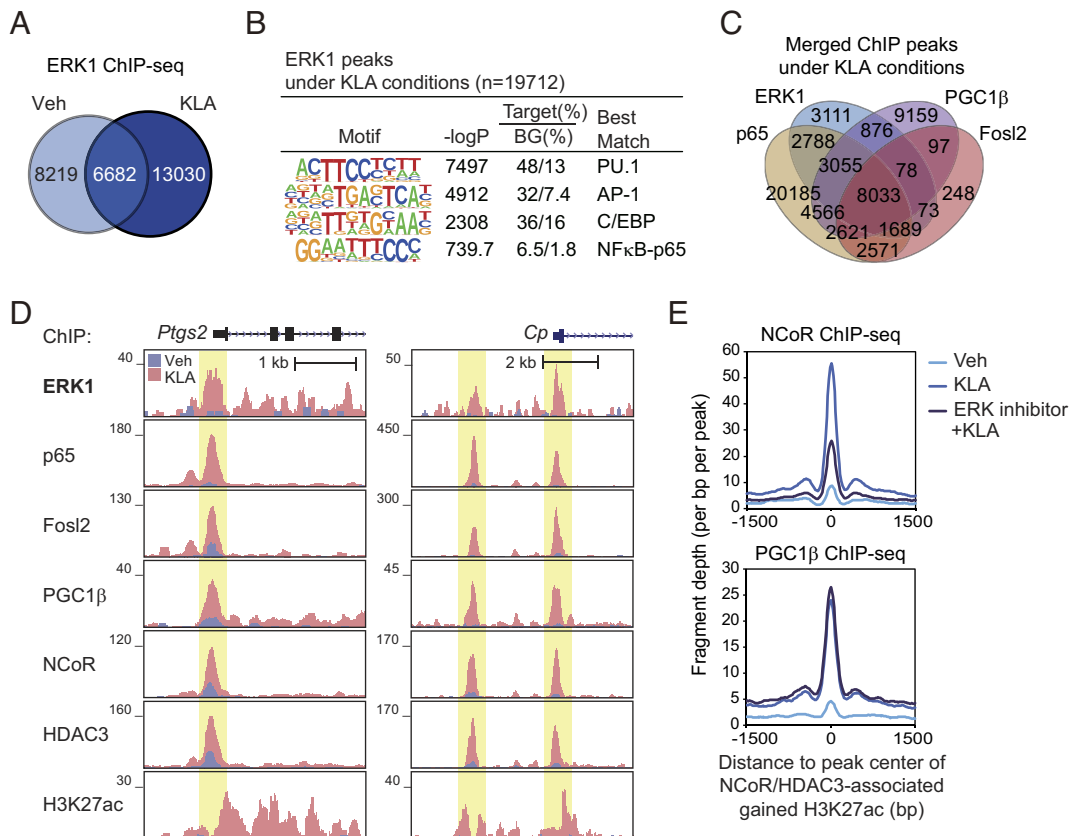 A
ERK1 ChIP-seq
Veh
KLA
8219
6682
13030
B
ERK1 peaks
under KLA conditions (n=19712)
Motif
-logP
Target(%)
BG(%)
Best
Match
ACTTCCTCTT
7497
48/13
PU.1
TGAGTCAT
4912
32/7.4
AP-1
TTGTGTAAC
2308
36/16
C/EBP
GGAATTTCCC
739.7
6.5/1.8
NFκB-p65
C
Merged ChIP peaks
under KLA conditions
ERK1
PGC1β
p65
Fosl2
3111
9159
2788
876
97
3055
78
20185
8033
248
4566
73
2621
1689
2571
D
ChIP:
Ptgs2
Cp
ERK1
40
Veh
KLA
1 kb
50
2 kb
p65
180
450
Fosl2
130
300
PGC1β
40
45
NCoR
120
170
HDAC3
160
170
H3K27ac
30
40
E
NCoR ChIP-seq
60
50
40
30
20
10
0
-1500
0
1500
Veh
KLA
ERK inhibitor
+KLA
PGC1β ChIP-seq
30
25
20
15
10
5
0
-1500
0
1500
Fragment depth (per bp per peak)
Distance to peak center of
NCoR/HDAC3-associated
gained H3K27ac (bp)